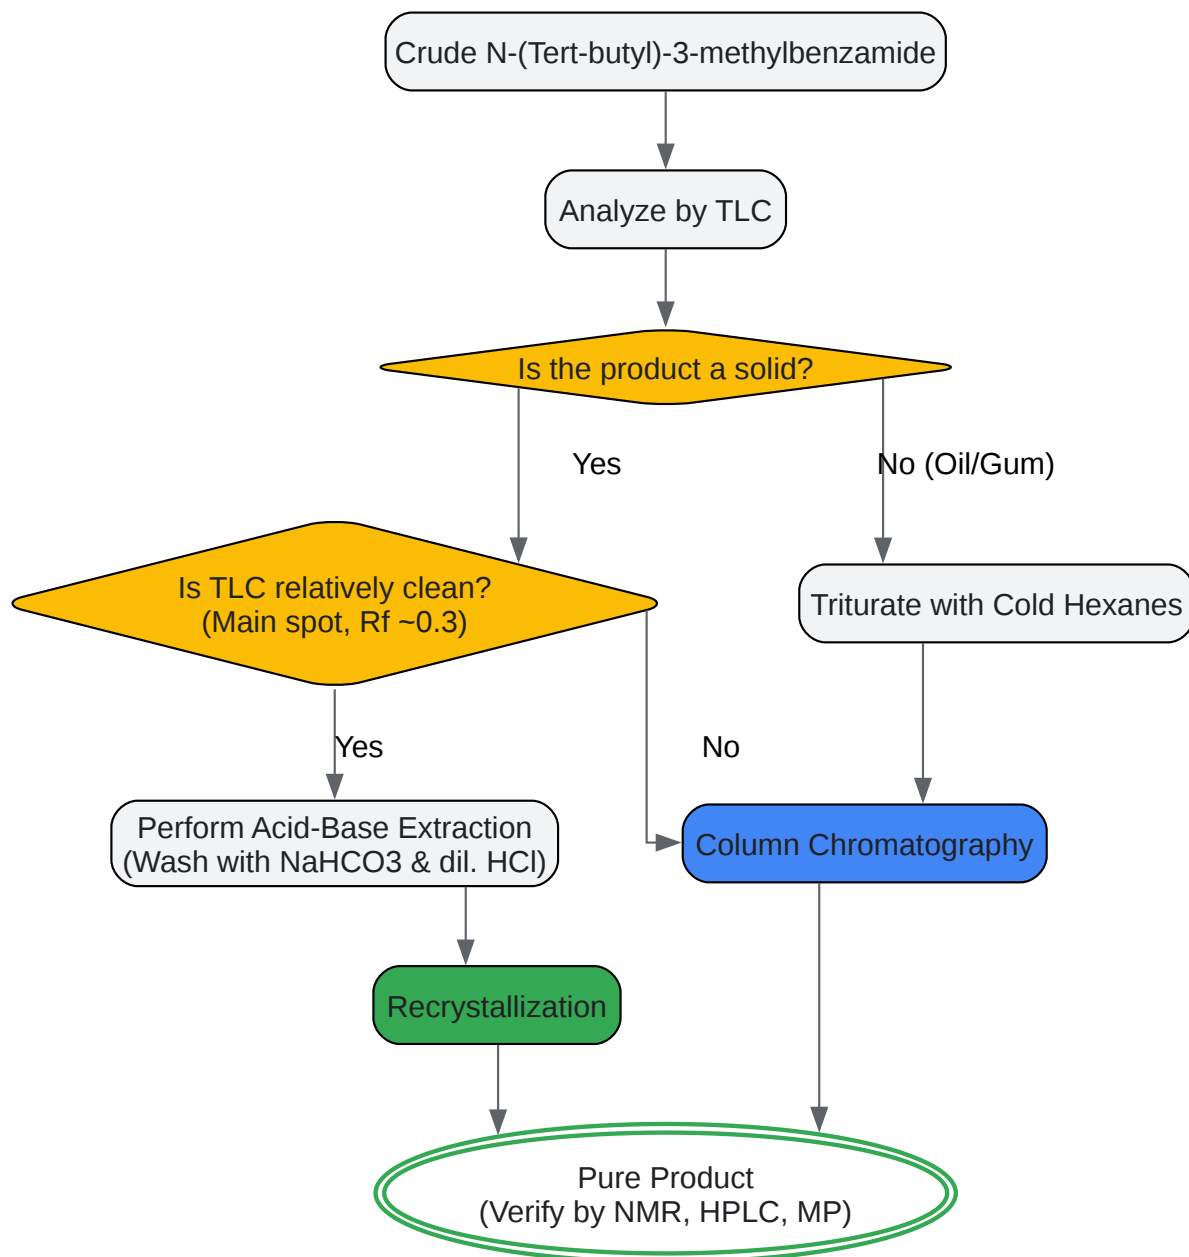 Crude N-(Tert-butyl)-3-methylbenzamide
Analyze by TLC
Is the product a solid?
Yes
No (Oil/Gum)
Is TLC relatively clean?
(Main spot, Rf ~0.3)
Triturate with Cold Hexanes
Yes
No
Perform Acid-Base Extraction
(Wash with NaHCO3 & dil. HCl)
Column Chromatography
Recrystallization
Pure Product
(Verify by NMR, HPLC, MP)